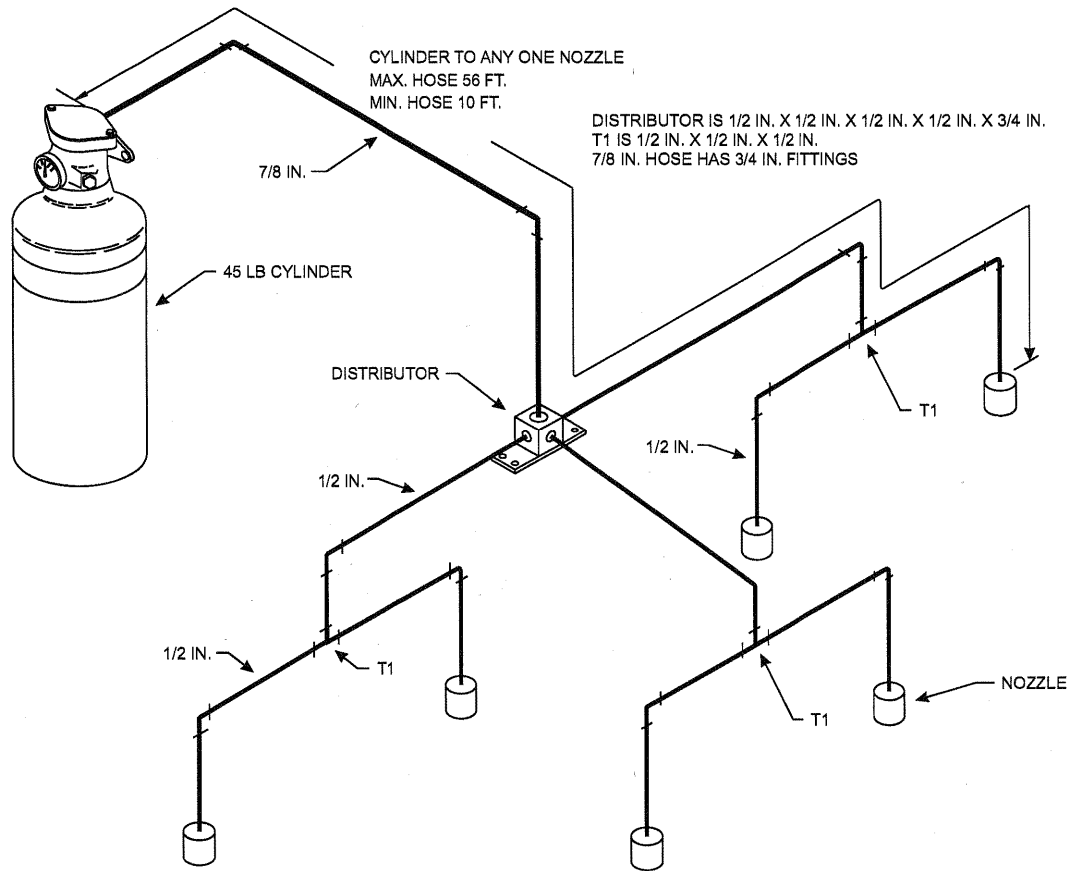 CYLINDER TO ANY ONE NOZZLE
MAX. HOSE 56 FT.
MIN. HOSE 10 FT.
DISTRIBUTOR IS 1/2 IN. X 1/2 IN. X 1/2 IN. X 1/2 IN. X 3/4 IN.
T1 IS 1/2 IN. X 1/2 IN. X 1/2 IN.
7/8 IN. HOSE HAS 3/4 IN. FITTINGS
7/8 IN.
45 LB CYLINDER
DISTRIBUTOR
T1
1/2 IN.
1/2 IN.
1/2 IN.
T1
NOZZLE
T1